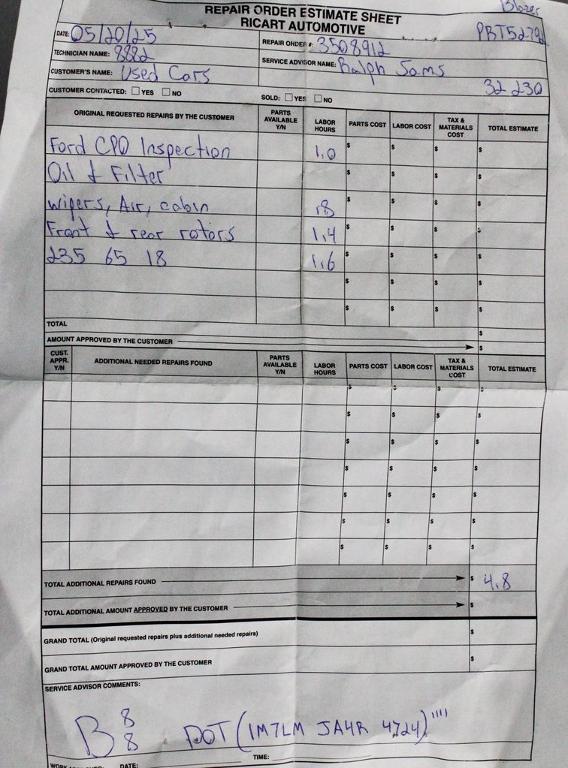 REPAIR ORDER ESTIMATE SHEET
RICART AUTOMOTIVE
Blazer
DATE: 05/20/25 REPAIR ORDER #: 3508912
TECHNICIAN NAME: 8882 SERVICE ADVISOR NAME: Ralph Sams
CUSTOMER'S NAME: Used Cars 32 230
CUSTOMER CONTACTED: ☐ YES ☐ NO SOLD: ☐ YES ☐ NO
ORIGINAL REQUESTED REPAIRS BY THE CUSTOMER PARTS AVAILABLE Y/N LABOR HOURS PARTS COST LABOR COST TAX & MATERIALS COST TOTAL ESTIMATE
Ford CPO Inspection 1.0 $ $ $ $
Oil & Filter $ $ $ $
wipers, Air, cabin .8 $ $ $ $
Front & rear rotors 1.4 $ $ $ $
235 65 18 1.6 $ $ $ $
$ $ $ $
$ $ $ $
TOTAL $
AMOUNT APPROVED BY THE CUSTOMER $
CUST. APPR. Y/N ADDITIONAL NEEDED REPAIRS FOUND PARTS AVAILABLE Y/N LABOR HOURS PARTS COST LABOR COST TAX & MATERIALS COST TOTAL ESTIMATE
$ $ $ $
$ $ $ $
$ $ $ $
$ $ $ $
$ $ $ $
$ $ $ $
$ $ $ $
TOTAL ADDITIONAL REPAIRS FOUND $ 4.8
TOTAL ADDITIONAL AMOUNT APPROVED BY THE CUSTOMER $
GRAND TOTAL (Original requested repairs plus additional needed repairs) $
GRAND TOTAL AMOUNT APPROVED BY THE CUSTOMER $
SERVICE ADVISOR COMMENTS:
B 8 8 DOT (1M7LM JA4R 4724) ""
DATE: TIME: